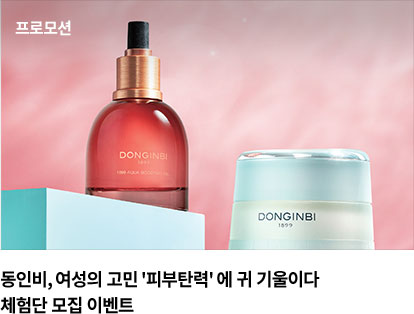 프로모션
DONGINBI
DONGINBI
1899
동인비, 여성의 고민 '피부탄력' 에 귀 기울이다
체험단 모집 이벤트